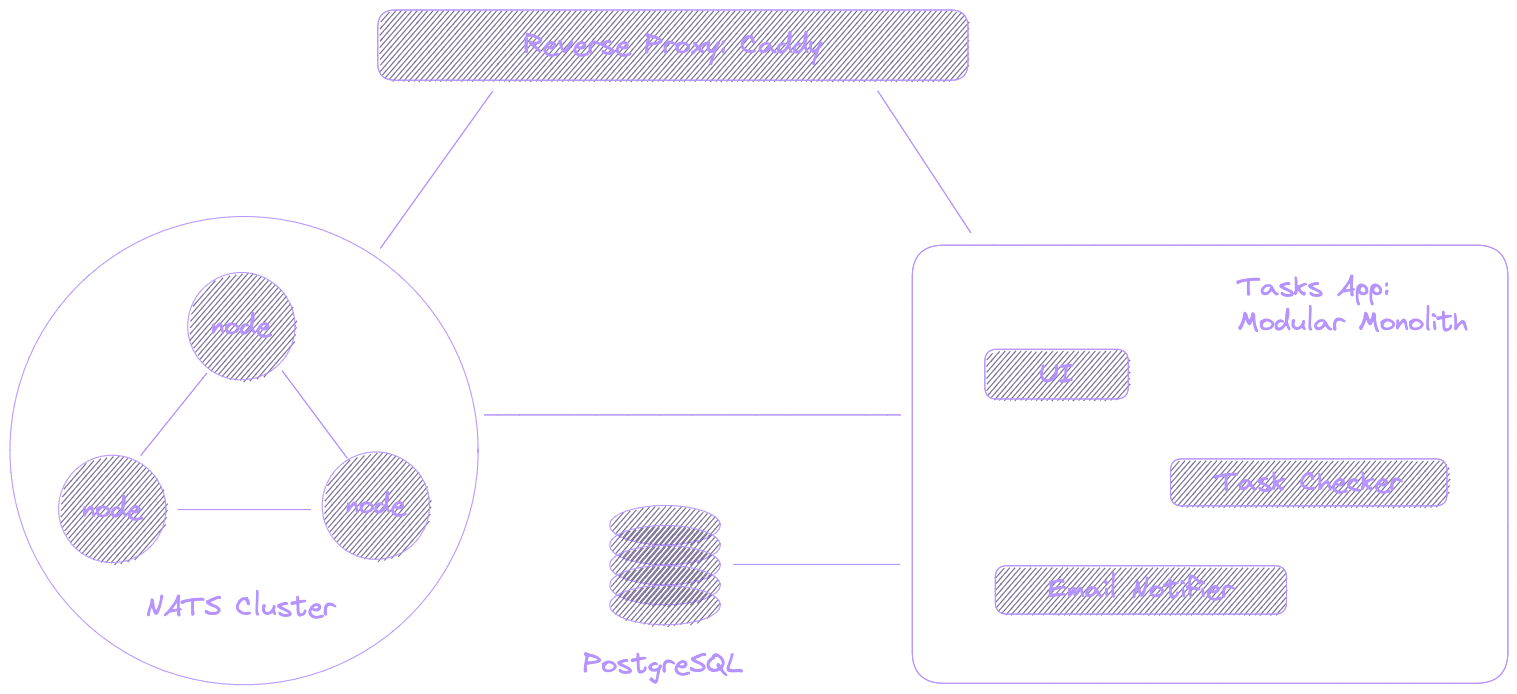 Reverse Proxy: Caddy
Tasks App:
Modular Monolith
node
UI
Task Checker
node
node
Email Notifier
NATS Cluster
PostgreSQL